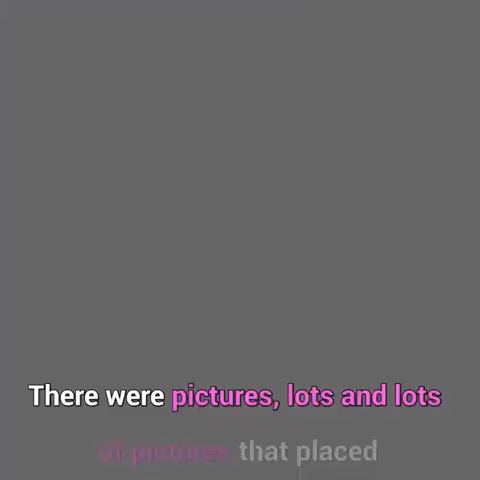 There were pictures, lots and lots
of pictures that placed